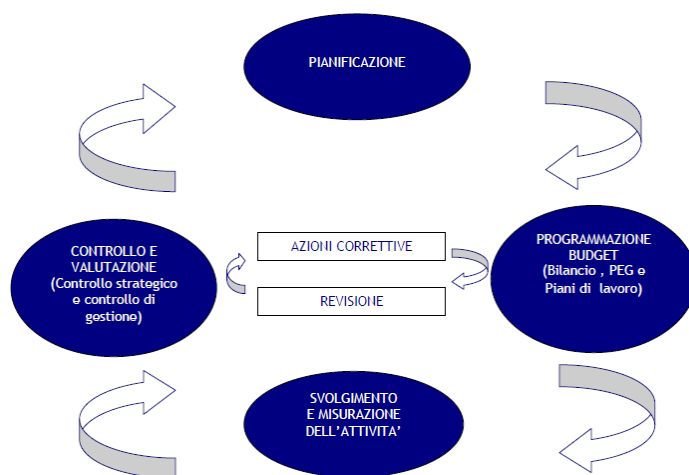 PIANIFICAZIONE
CONTROLLO E
VALUTAZIONE
(Controllo strategico
e controllo di
gestione)
AZIONI CORRETTIVE
REVISIONE
PROGRAMMAZIONE
BUDGET
(Bilancio , PEG e
Piani di lavoro)
SVOLGIMENTO
E MISURAZIONE
DELL'ATTIVITA'